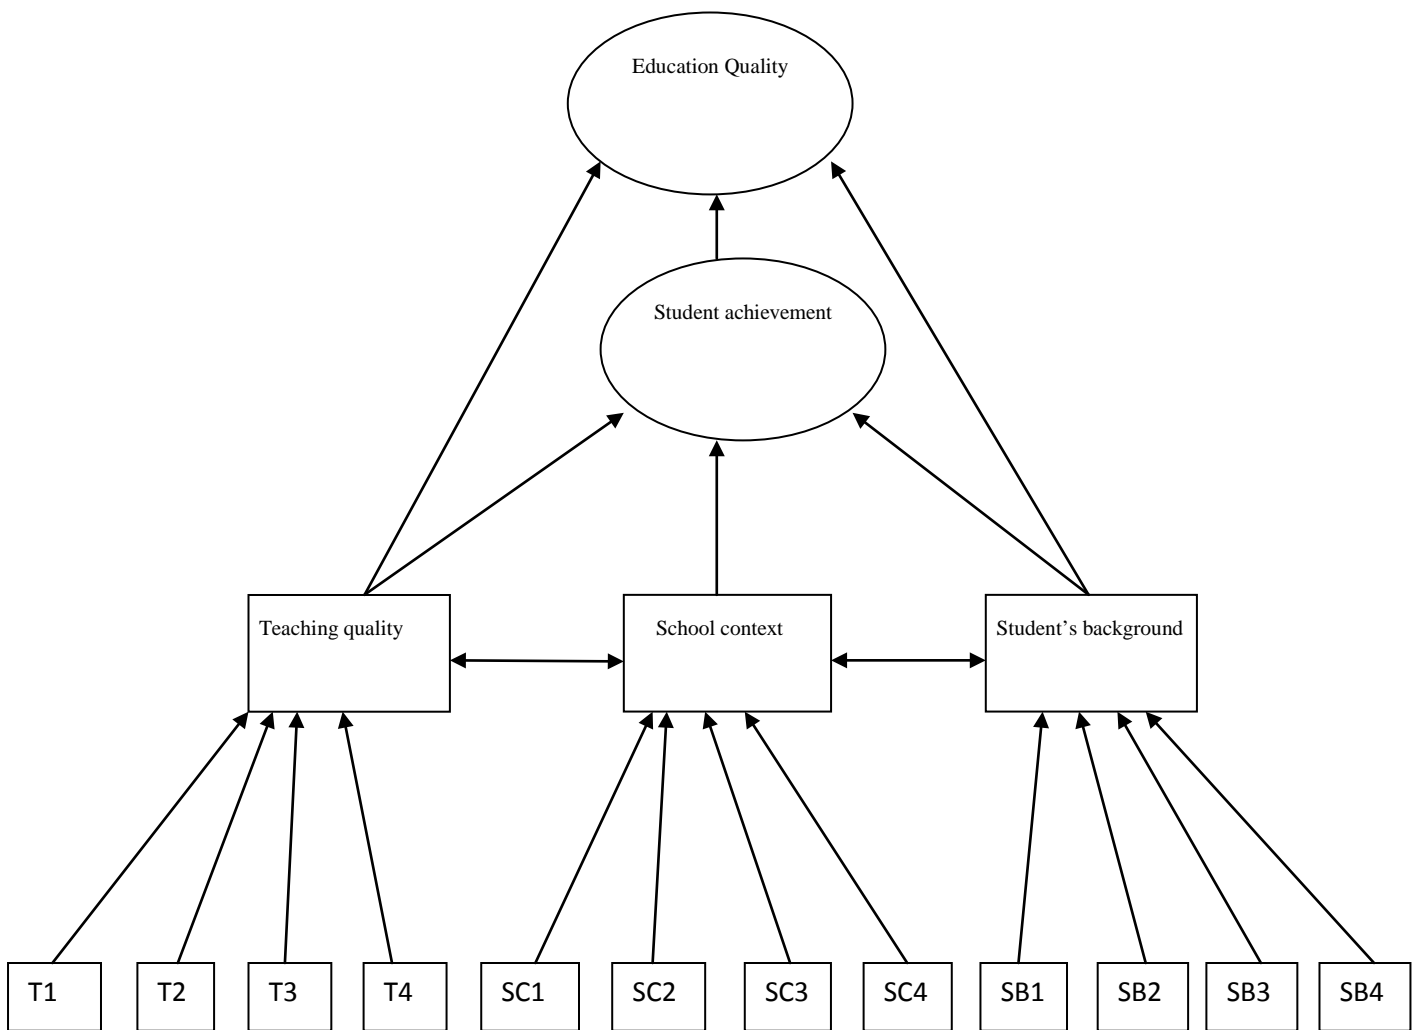 Education Quality
Student achievement
Teaching quality
School context
Student’s background
T1
T2
T3
T4
SC1
SC2
SC3
SC4
SB1
SB2
SB3
SB4